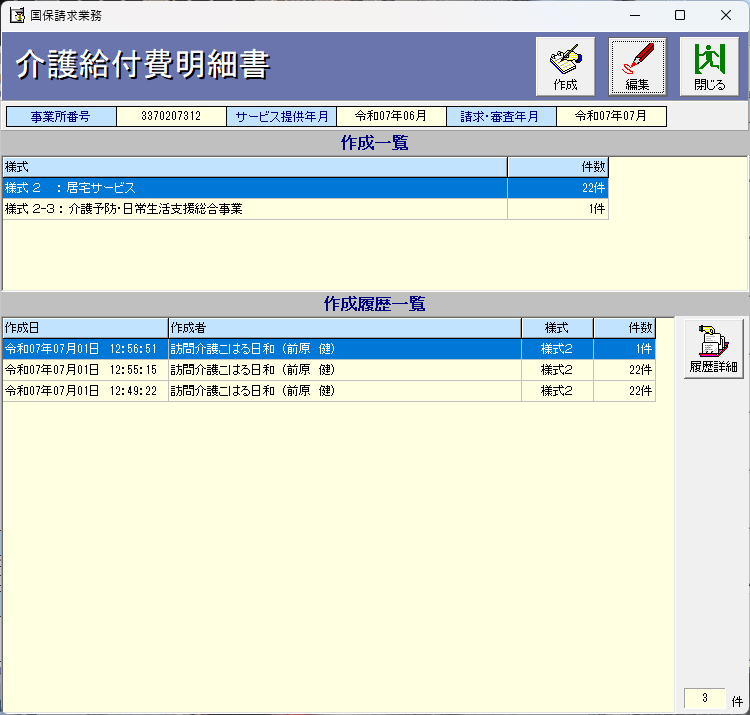 国保請求業務
介護給付費明細書
作成 編集 閉じる
事業所番号 3370207312 サービス提供年月 令和07年06月 請求・審査年月 令和07年07月
作成一覧
様式 件数
様式 2 ： 居宅サービス 22件
様式 2-3： 介護予防・日常生活支援総合事業 1件
作成履歴一覧
作成日 作成者 様式 件数
令和07年07月01日 12:56:51 訪問介護こはる日和（前原 健） 様式2 1件
令和07年07月01日 12:55:15 訪問介護こはる日和（前原 健） 様式2 22件
令和07年07月01日 12:49:22 訪問介護こはる日和（前原 健） 様式2 22件
履歴詳細
3 件